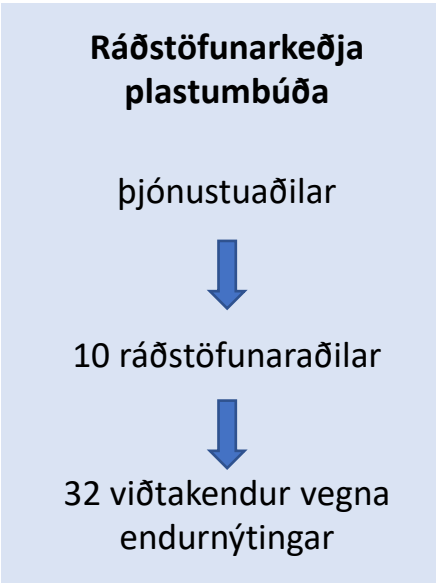 Ráðstöfunarkeðja
plastumbúða
þjónustuaðilar
10 ráðstöfunaraðilar
32 viðtakendur vegna
endurnýtingar